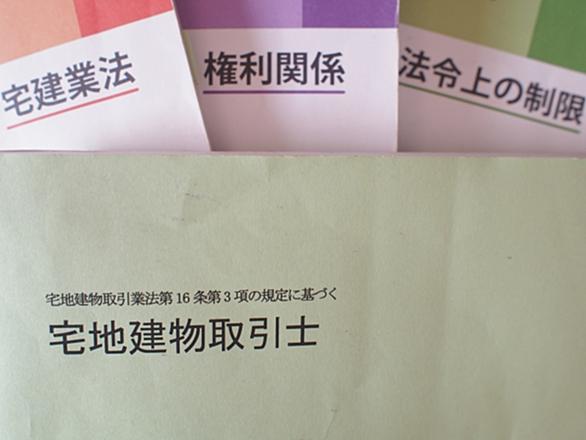 宅建業法
権利関係
法令上の制限
宅地建物取引業法第16条第3項の規定に基づく
宅地建物取引士